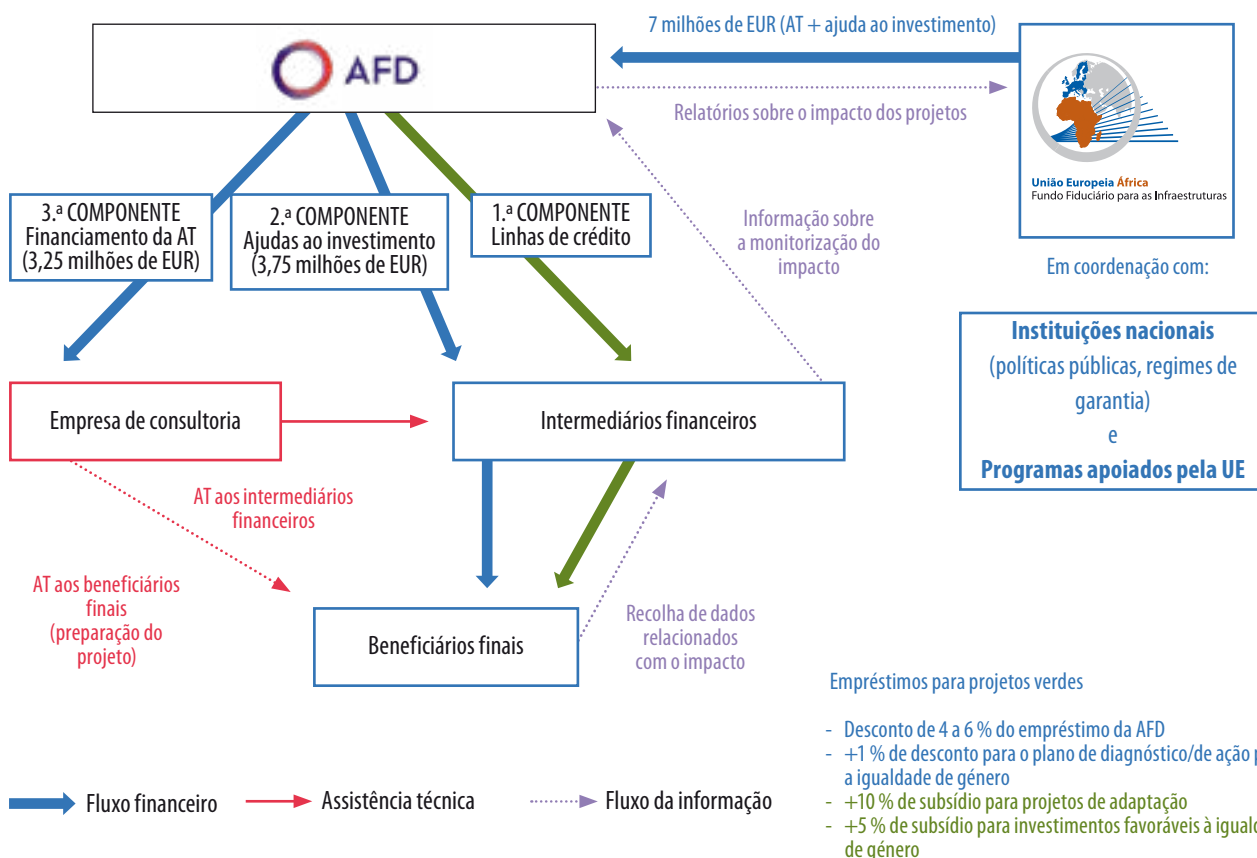 7 milhões de EUR (AT + ajuda ao investimento)
AFD
Relatórios sobre o impacto dos projetos
União Europeia África
Fundo Fiduciário para as Infraestruturas
3.ª COMPONENTE
Financiamento da AT
(3,25 milhões de EUR)
2.ª COMPONENTE
Ajudas ao investimento
(3,75 milhões de EUR)
1.ª COMPONENTE
Linhas de crédito
Informação sobre
a monitorização do
impacto
Em coordenação com:
Instituições nacionais
(políticas públicas, regimes de
garantia)
e
Programas apoiados pela UE
Empresa de consultoria
Intermediários financeiros
AT aos intermediários
financeiros
AT aos beneficiários
finais
(preparação do
projeto)
Beneficiários finais
Recolha de dados
relacionados
com o impacto
Empréstimos para projetos verdes
- Desconto de 4 a 6 % do empréstimo da AFD
- +1 % de desconto para o plano de diagnóstico/de ação
a igualdade de género
- +10 % de subsídio para projetos de adaptação
- +5 % de subsídio para investimentos favoráveis à
de género
Fluxo financeiro
Assistência técnica
Fluxo da informação